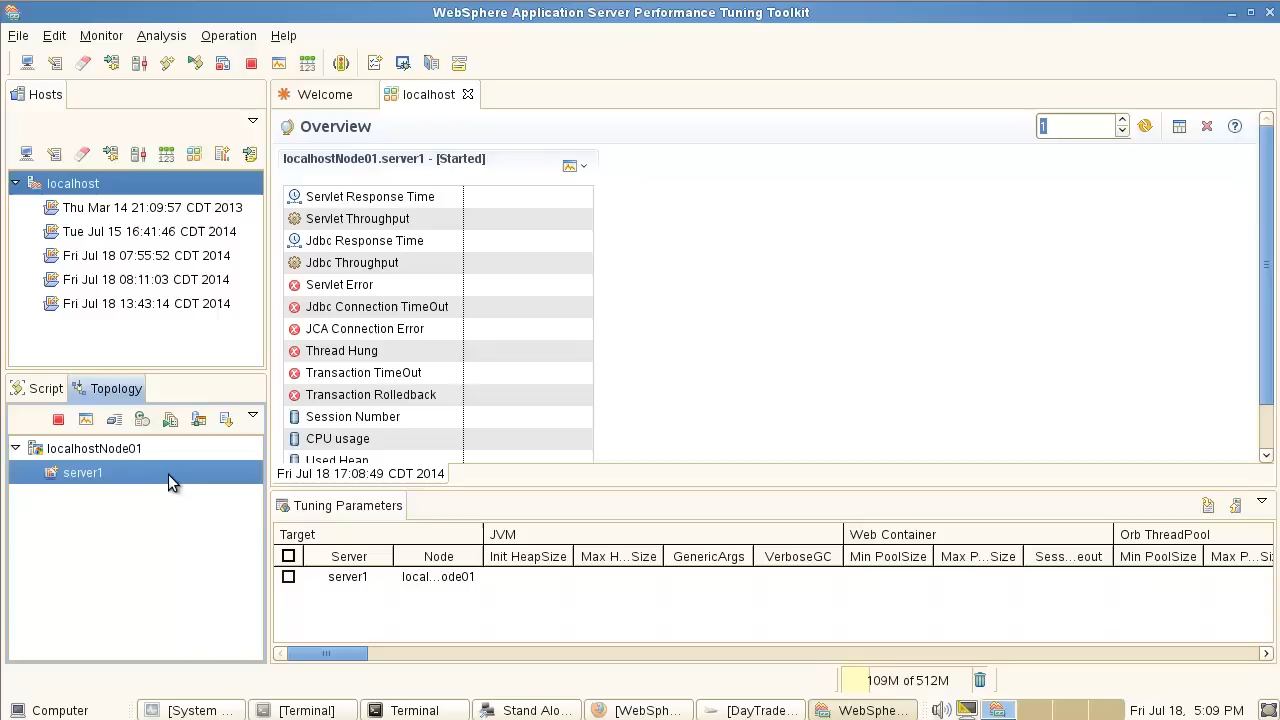 WebSphere Application Server Performance Tuning Toolkit
File Edit Monitor Analysis Operation Help
Hosts
Welcome
localhost
Overview
1
localhost
Thu Mar 14 21:09:57 CDT 2013
Tue Jul 15 16:41:46 CDT 2014
Fri Jul 18 07:55:52 CDT 2014
Fri Jul 18 08:11:03 CDT 2014
Fri Jul 18 13:43:14 CDT 2014
localhostNode01.server1 - [Started]
Servlet Response Time
Servlet Throughput
Jdbc Response Time
Jdbc Throughput
Servlet Error
Jdbc Connection TimeOut
JCA Connection Error
Thread Hung
Transaction TimeOut
Transaction Rolledback
Session Number
CPU usage
Used Heap
Fri Jul 18 17:08:49 CDT 2014
Script Topology
localhostNode01
server1
Tuning Parameters
Target JVM Web Container Orb ThreadPool
Server Node Init HeapSize Max H...Size GenericArgs VerboseGC Min PoolSize Max P...Size Sess...eout Min PoolSize Max P...Si
server1 local...ode01
109M of 512M
Computer [System ... [Terminal] Terminal Stand Alo... [WebSph... [DayTrade... WebSphe... Fri Jul 18, 5:09 PM